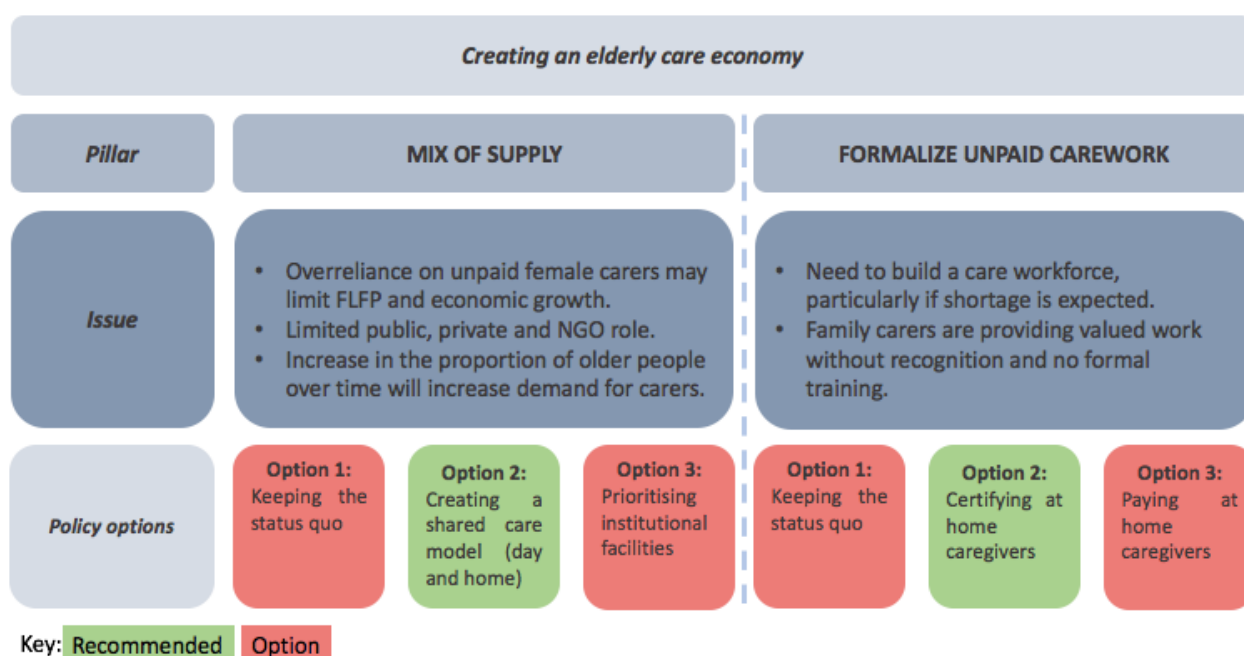 Creating an elderly care economy
Pillar
MIX OF SUPPLY
FORMALIZE UNPAID CAREWORK
Issue
• Overreliance on unpaid female carers may
limit FLFP and economic growth.
• Limited public, private and NGO role.
• Increase in the proportion of older people
over time will increase demand for carers.
• Need to build a care workforce,
particularly if shortage is expected.
• Family carers are providing valued work
without recognition and no formal
training.
Policy options
Option 1:
Keeping the
status quo
Option 2:
Creating a
shared care
model (day
and home)
Option 3:
Prioritising
institutional
facilities
Option 1:
Keeping the
status quo
Option 2:
Certifying at
home
caregivers
Option 3:
Paying at
home
caregivers
Key: Recommended Option